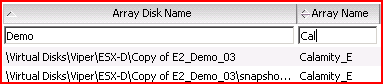 Array Disk Name Array Name
Demo Cal
\Virtual Disks\Viper\ESX-D\Copy of E2_Demo_03 Calamity_E
\Virtual Disks\Viper\ESX-D\Copy of E2_Demo_03\snapsho... Calamity_E